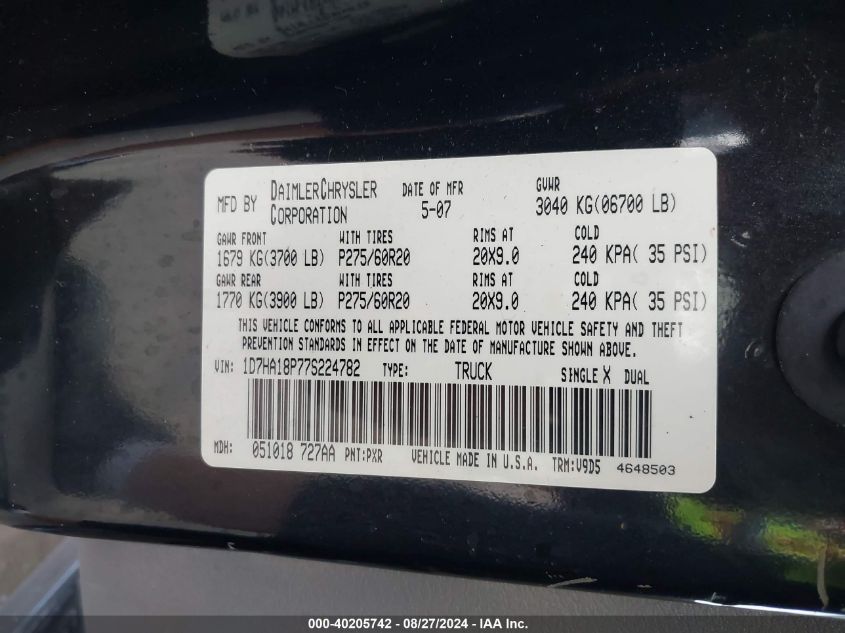 MFD BY DAIMLERCHRYSLER CORPORATION DATE OF MFR 5-07 GVWR 3040 KG(06700 LB)
GAWR FRONT WITH TIRES RIMS AT COLD
1679 KG(3700 LB) P275/60R20 20X9.0 240 KPA( 35 PSI)
GAWR REAR WITH TIRES RIMS AT COLD
1770 KG(3900 LB) P275/60R20 20X9.0 240 KPA( 35 PSI)
THIS VEHICLE CONFORMS TO ALL APPLICABLE FEDERAL MOTOR VEHICLE SAFETY AND THEFT
PREVENTION STANDARDS IN EFFECT ON THE DATE OF MANUFACTURE SHOWN ABOVE.
VIN: 1D7HA18P77S224782 TYPE: TRUCK SINGLE X DUAL
MDH: 051018 727AA PNT:PXR VEHICLE MADE IN U.S.A. TRM:V9D5 4648503
000-40205742 - 08/27/2024 - IAA Inc.